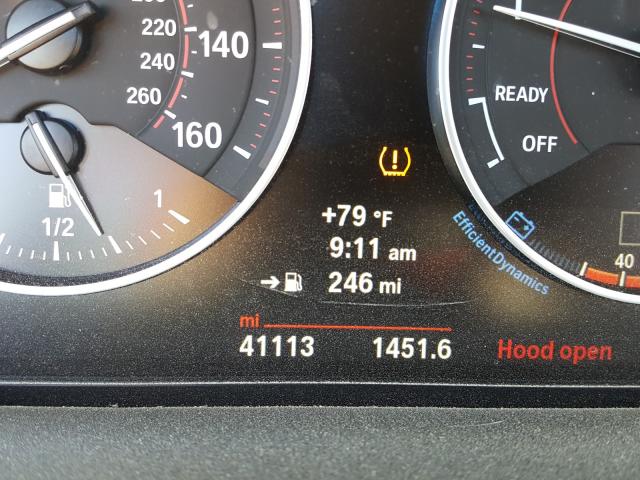 200
220
240
260
140
160
1/2
1
+79 °F
9:11 am
246 mi
mi
41113 1451.6
READY
OFF
EfficientDynamics
40
Hood open